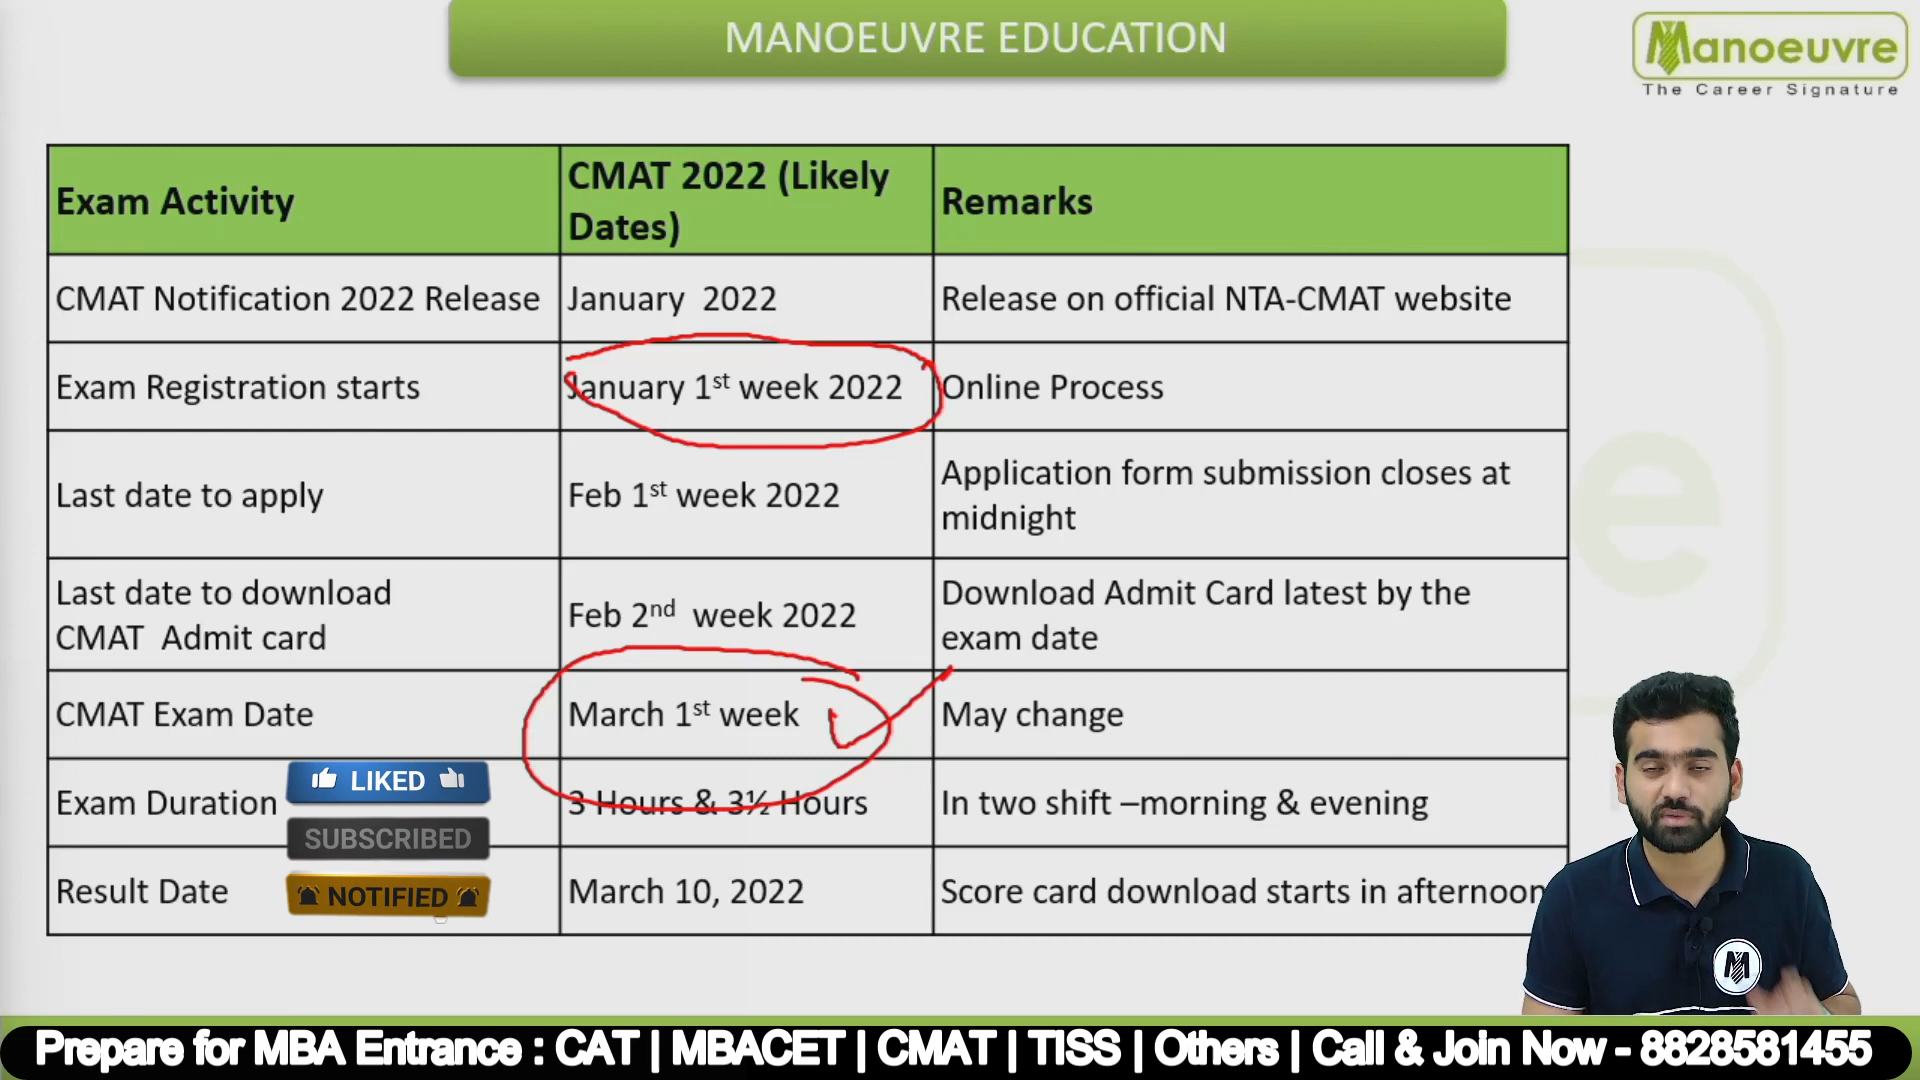 MANOEUVRE EDUCATION
Manoeuvre
The Career Signature
Exam Activity
CMAT 2022 (Likely
Dates)
Remarks
CMAT Notification 2022 Release
January 2022
Release on official NTA-CMAT website
Exam Registration starts
January 1st week 2022
Online Process
Last date to apply
Feb 1st week 2022
Application form submission closes at
midnight
Last date to download
CMAT Admit card
Feb 2nd week 2022
Download Admit Card latest by the
exam date
CMAT Exam Date
March 1st week
May change
Exam Duration
3 Hours & 3½ Hours
In two shift –morning & evening
Result Date
March 10, 2022
Score card download starts in afternoon
LIKED
SUBSCRIBED
NOTIFIED
M
e
Prepare for MBA Entrance : CAT | MBACET | CMAT | TISS | Others | Call & Join Now - 8828581455